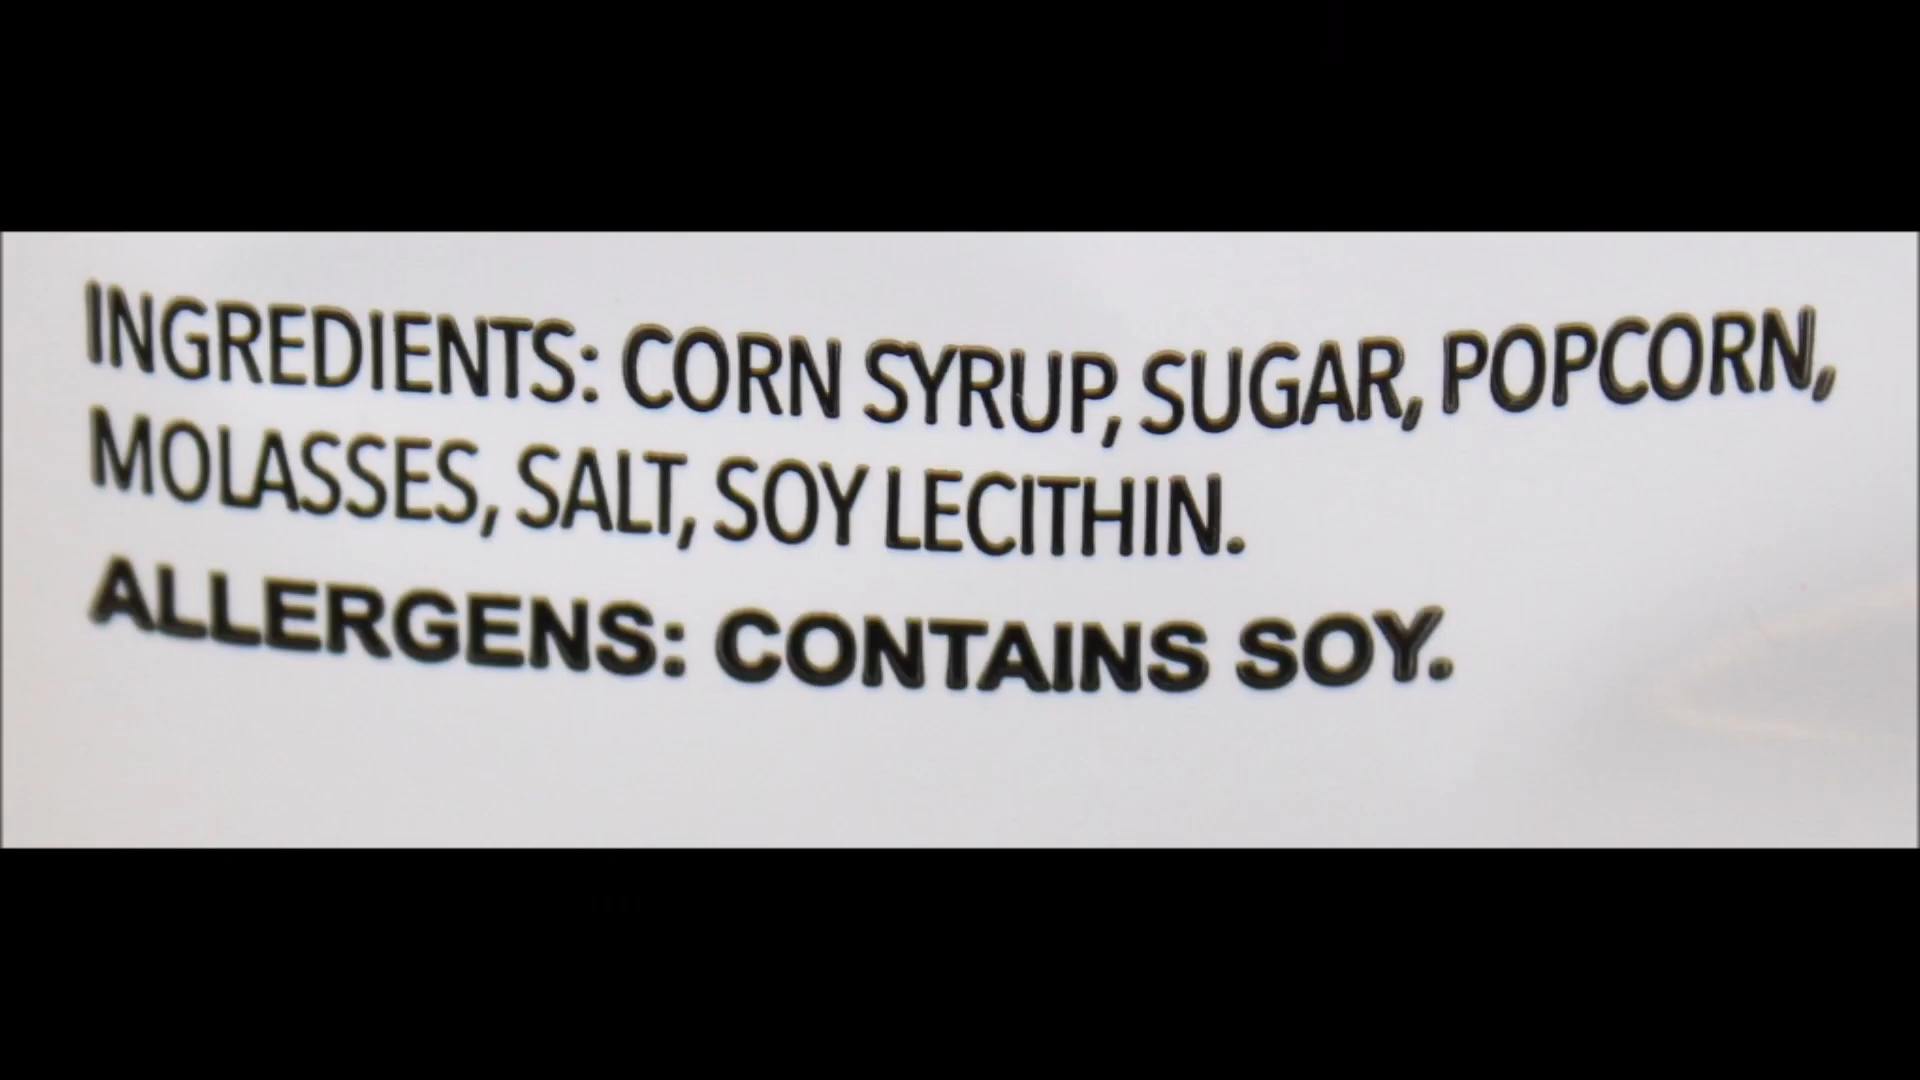 INGREDIENTS: CORN SYRUP, SUGAR, POPCORN,
MOLASSES, SALT, SOY LECITHIN.
ALLERGENS: CONTAINS SOY.